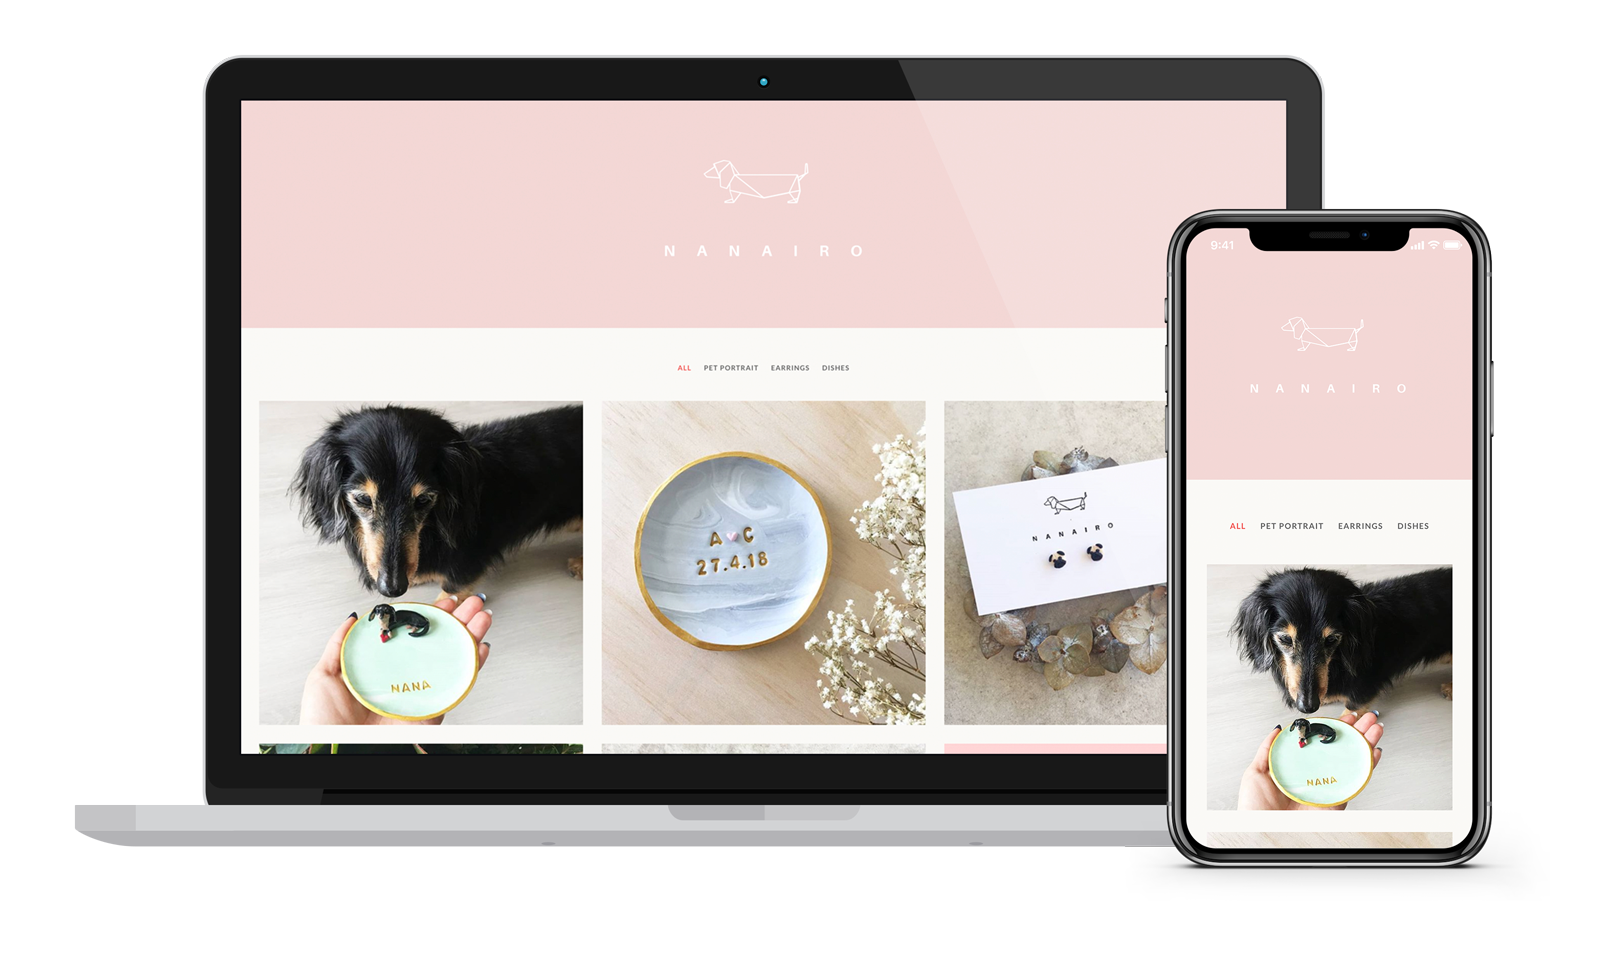 N A N A I R O
ALL PET PORTRAIT EARRINGS DISHES
NANA
A C
27.4.18
N A N A I R O
9:41
N A N A I R O
ALL PET PORTRAIT EARRINGS DISHES
NANA